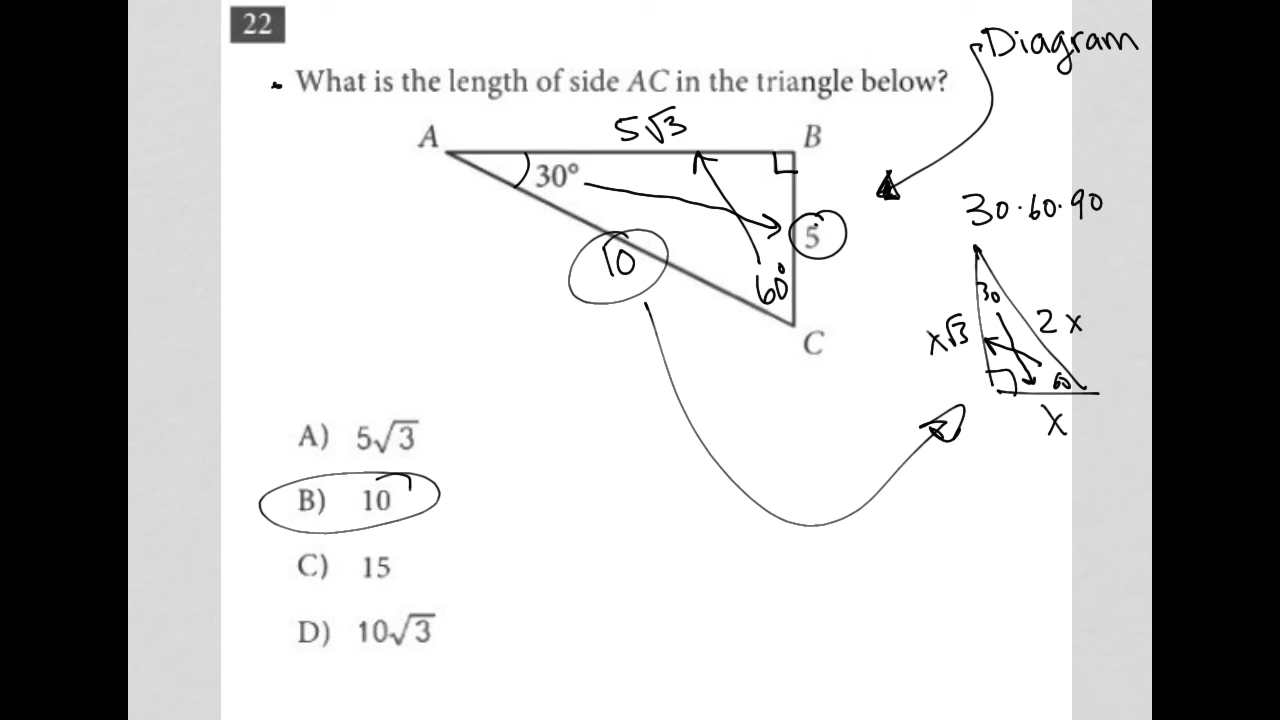 22
Diagram
What is the length of side AC in the triangle below?
5√3
A
B
30°
30·60·90
5
10
60°
30
x√3
2x
60
C
x
A) 5√3
B) 10
C) 15
D) 10√3